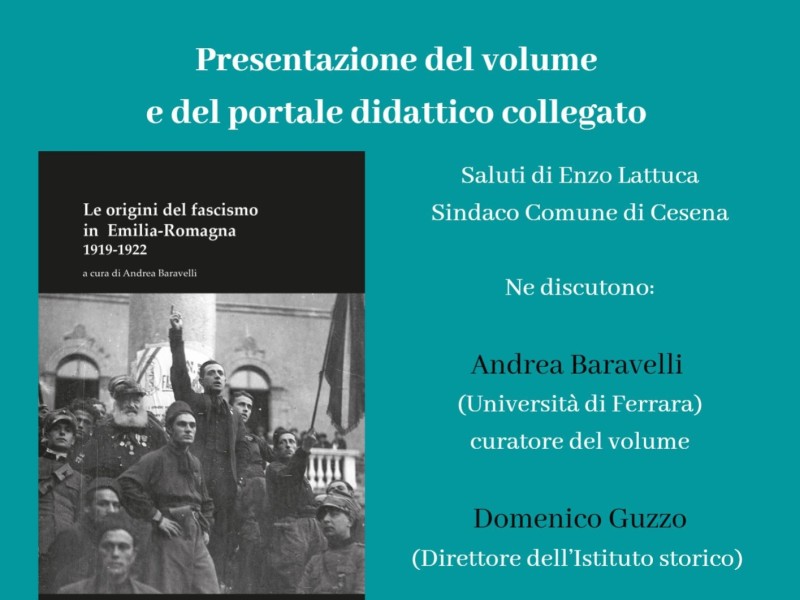 Presentazione del volume
e del portale didattico collegato
Le origini del fascismo
in Emilia-Romagna
1919-1922
a cura di Andrea Baravelli
Saluti di Enzo Lattuca
Sindaco Comune di Cesena
Ne discutono:
Andrea Baravelli
(Università di Ferrara)
curatore del volume
Domenico Guzzo
(Direttore dell'Istituto storico)